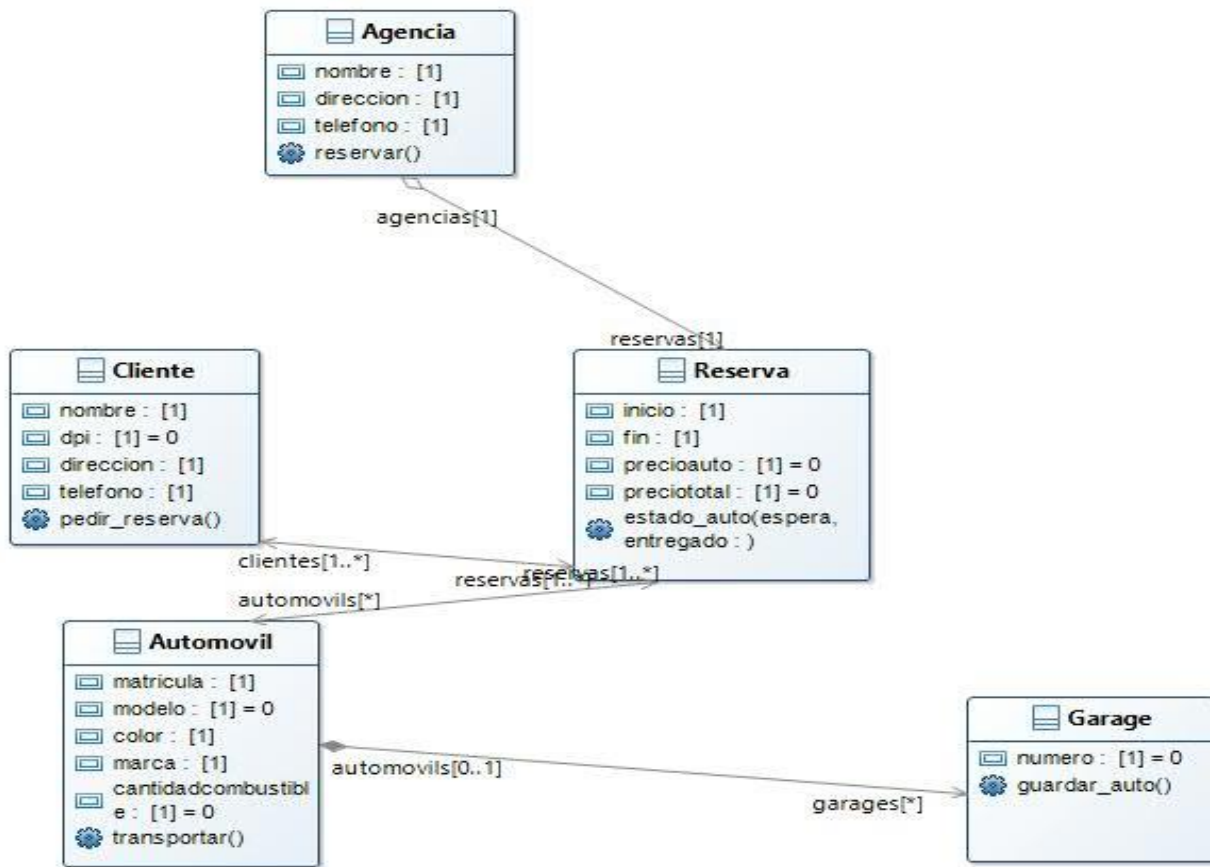 Agencia
nombre : [1]
direccion : [1]
telefono : [1]
reservar()
agencias[1]
reservas[1]
Cliente
nombre : [1]
dpi : [1] = 0
direccion : [1]
telefono : [1]
pedir_reserva()
Reserva
inicio : [1]
fin : [1]
precioauto : [1] = 0
preciototal : [1] = 0
estado_auto(espera,
entregado : )
clientes[1..*]
reservas[1..*]
automovils[*]
Automovil
matricula : [1]
modelo : [1] = 0
color : [1]
marca : [1]
cantidadcombustibl
e : [1] = 0
transportar()
automovils[0..1]
garages[*]
Garage
numero : [1] = 0
guardar_auto()